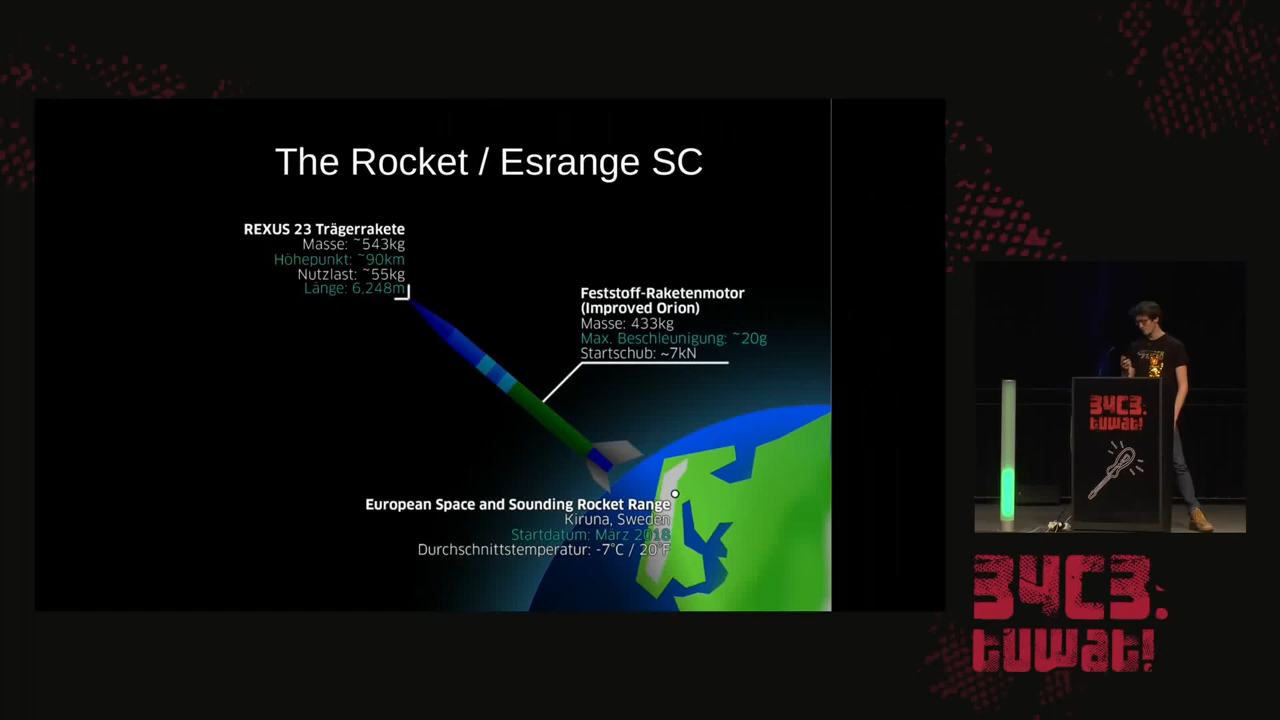 The Rocket / Esrange SC
REXUS 23 Trägerrakete
Masse: ~543kg
Höhepunkt: ~90km
Nutzlast: ~55kg
Länge: 6,248m
Feststoff-Raketenmotor
(Improved Orion)
Masse: 433kg
Max. Beschleunigung: ~20g
Startschub: ~7kN
European Space and Sounding Rocket Range
Kiruna, Sweden
Startdatum: März 2018
Durchschnittstemperatur: -7°C / 20°F
34C3.
tuwat!
34C3.
tuwat!